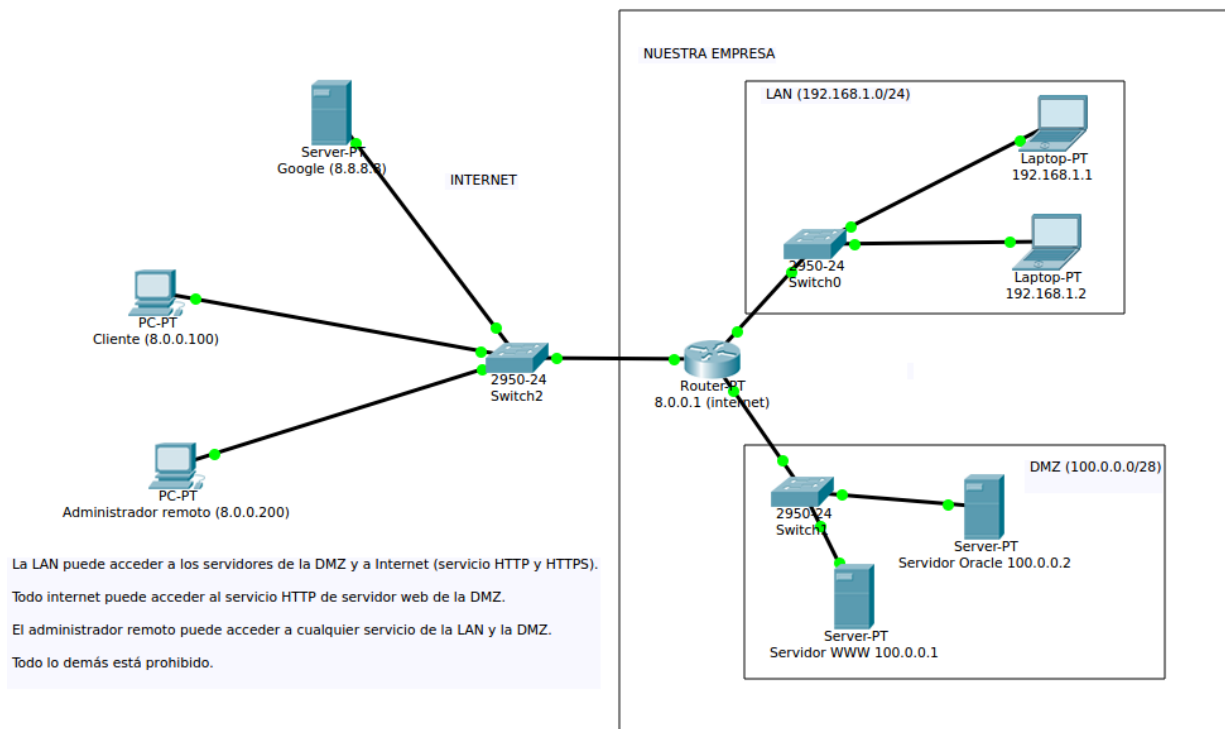 NUESTRA EMPRESA
LAN (192.168.1.0/24)
Server-PT
Google (8.8.8.8)
INTERNET
Laptop-PT
192.168.1.1
2950-24
Switch0
Laptop-PT
192.168.1.2
PC-PT
Cliente (8.0.0.100)
2950-24
Switch2
Router-PT
8.0.0.1 (internet)
PC-PT
Administrador remoto (8.0.0.200)
DMZ (100.0.0.0/28)
2950-24
Switch1
Server-PT
Servidor Oracle 100.0.0.2
Server-PT
Servidor WWW 100.0.0.1
La LAN puede acceder a los servidores de la DMZ y a Internet (servicio HTTP y HTTPS).
Todo internet puede acceder al servicio HTTP de servidor web de la DMZ.
El administrador remoto puede acceder a cualquier servicio de la LAN y la DMZ.
Todo lo demás está prohibido.